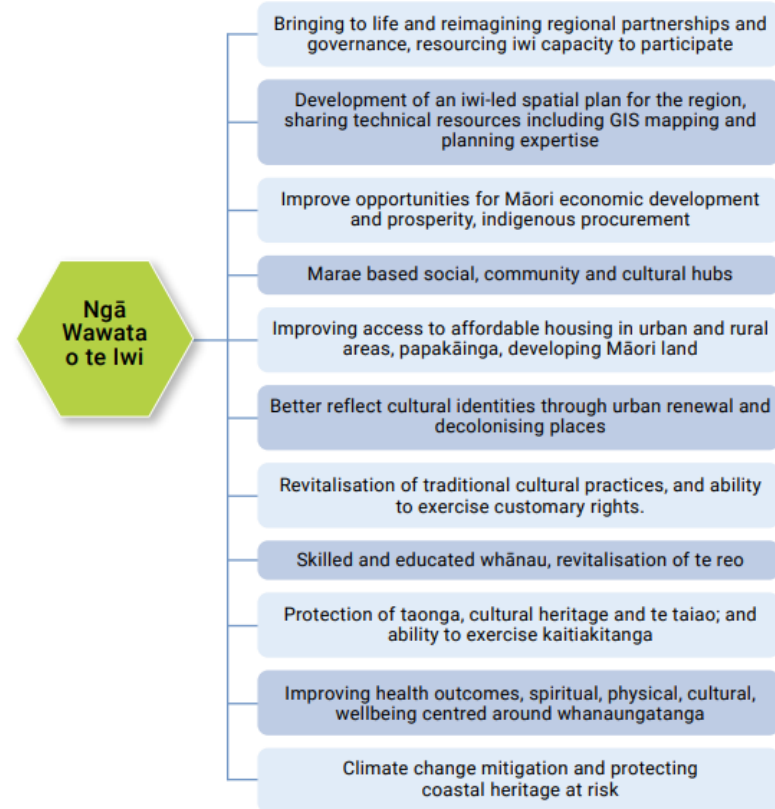 Ngā
Wawata
o te Iwi
Bringing to life and reimagining regional partnerships and
governance, resourcing iwi capacity to participate
Development of an iwi-led spatial plan for the region,
sharing technical resources including GIS mapping and
planning expertise
Improve opportunities for Māori economic development
and prosperity, indigenous procurement
Marae based social, community and cultural hubs
Improving access to affordable housing in urban and rural
areas, papakāinga, developing Māori land
Better reflect cultural identities through urban renewal and
decolonising places
Revitalisation of traditional cultural practices, and ability
to exercise customary rights.
Skilled and educated whānau, revitalisation of te reo
Protection of taonga, cultural heritage and te taiao; and
ability to exercise kaitiakitanga
Improving health outcomes, spiritual, physical, cultural,
wellbeing centred around whanaungatanga
Climate change mitigation and protecting
coastal heritage at risk